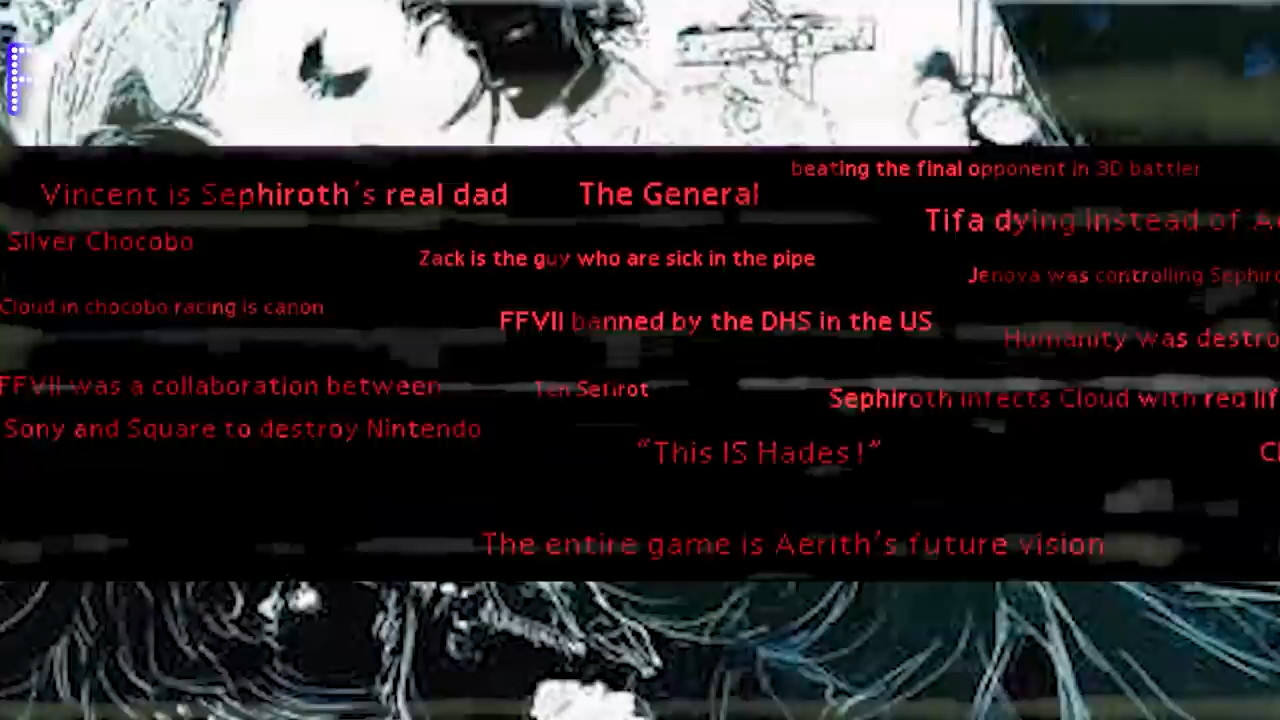 beating the final opponent in 3D battler
Vincent is Sephiroth's real dad
The General
Tifa dying instead of
Silver Chocobo
Zack is the guy who are sick in the pipe
Jenova was controlling
Cloud in chocobo racing is canon
FFVII banned by the DHS in the US
Humanity was
FFVII was a collaboration between
Ten Sefirot
Sephiroth infects Cloud with red
Sony and Square to destroy Nintendo
"This IS Hades!"
The entire game is Aerith's future vision